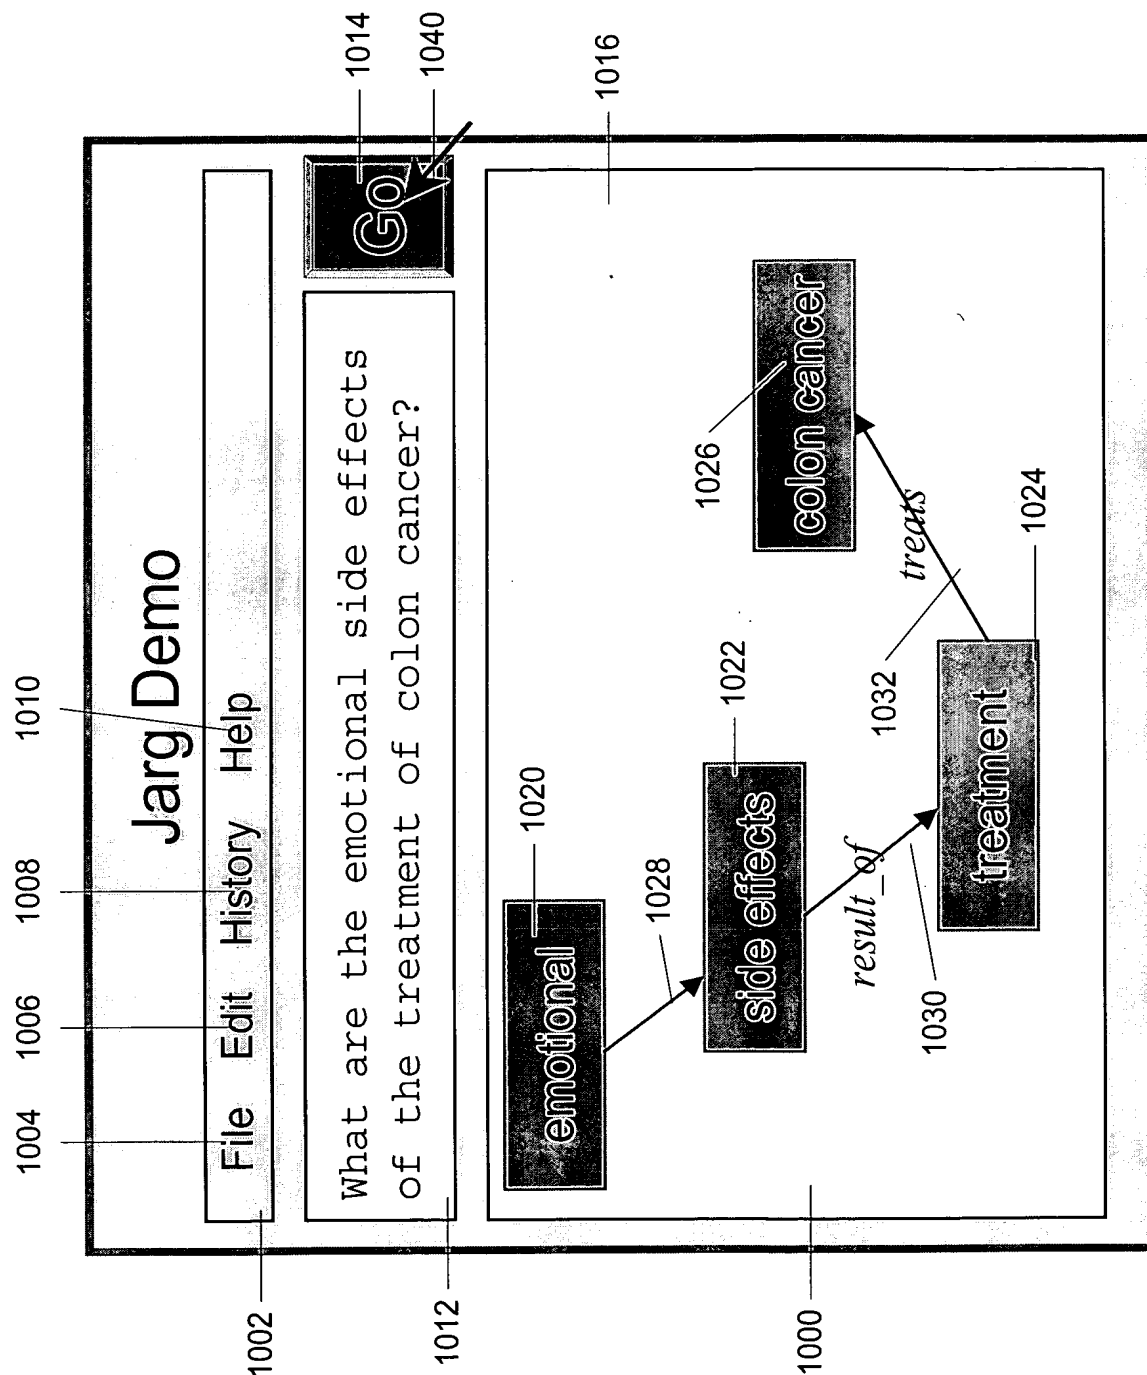 1004
1006
1008
1010
Jarg Demo
File Edit History Help
1002
What are the emotional side effects
of the treatment of colon cancer?
1012
Go
1014
1040
1016
emotional
1020
1028
side effects
1022
result_of
1030
treatment
1024
treats
1032
colon cancer
1026
1000